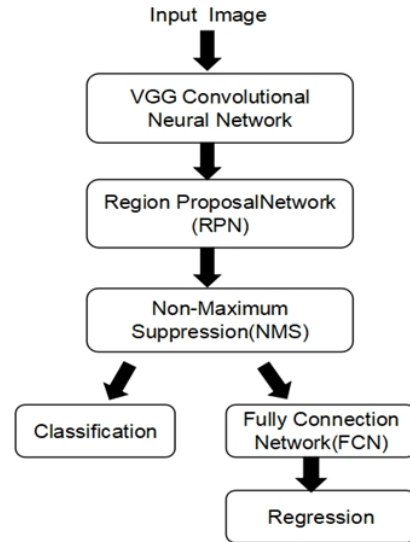 Input Image
VGG Convolutional
Neural Network
Region ProposalNetwork
(RPN)
Non-Maximum
Suppression(NMS)
Classification
Fully Connection
Network(FCN)
Regression